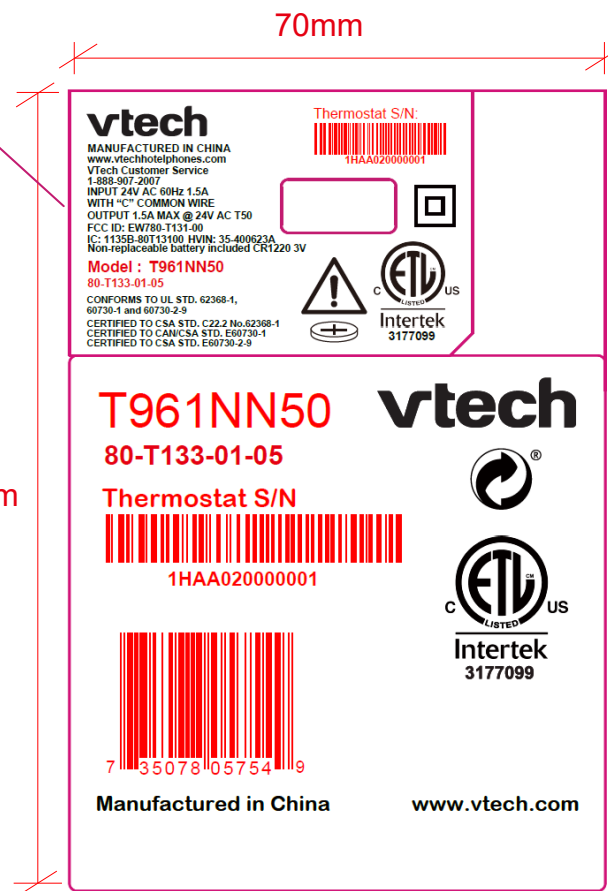 70mm
vtech
Thermostat S/N:
1HAA020000001
MANUFACTURED IN CHINA
www.vtechhotelphones.com
VTech Customer Service
1-888-907-2007
INPUT 24V AC 60Hz 1.5A
WITH “C” COMMON WIRE
OUTPUT 1.5A MAX @ 24V AC T50
FCC ID: EW780-T131-00
IC: 1135B-80T13100 HVIN: 35-400623A
Non-replaceable battery included CR1220 3V
Model : T961NN50
80-T133-01-05
CONFORMS TO UL STD. 62368-1,
60730-1 and 60730-2-9
CERTIFIED TO CSA STD. C22.2 No.62368-1
CERTIFIED TO CAN/CSA STD. E60730-1
CERTIFIED TO CSA STD. E60730-2-9
ETL
C US
LISTED
Intertek
3177099
T961NN50
vtech
80-T133-01-05
®
Thermostat S/N
1HAA020000001
ETL CM
C US
LISTED
Intertek
3177099
7 35078 05754 9
Manufactured in China
www.vtech.com